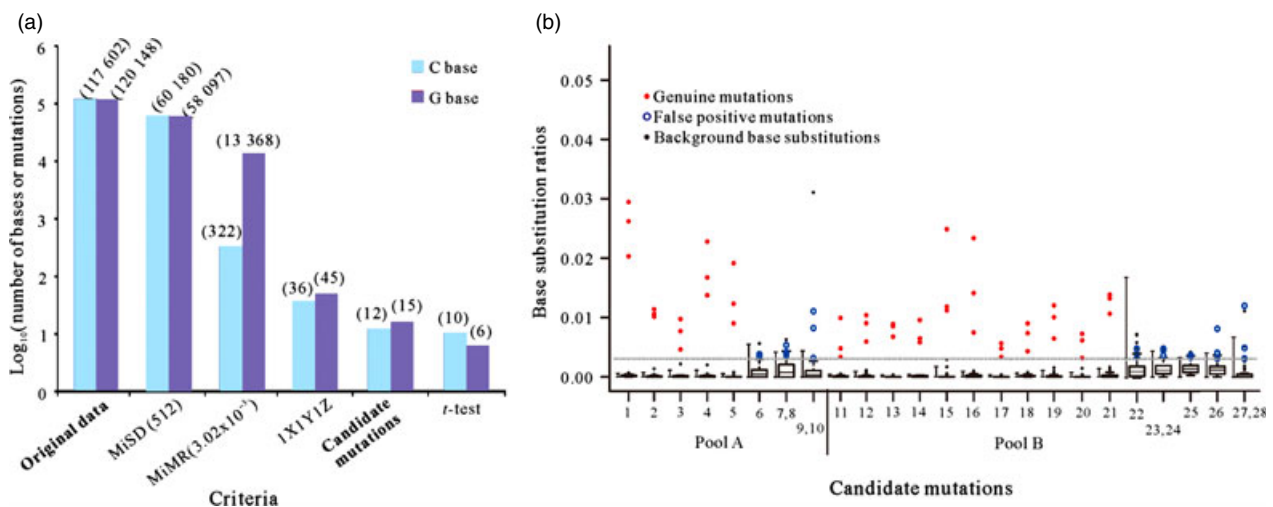 (a)
Log10(number of bases or mutations)
6
5
4
3
2
1
0
(117 602)
(120 148)
(60 180)
(58 097)
(13 368)
(322)
(36)
(45)
(12)
(15)
(10)
(6)
C base
G base
Original data
MiSD (512)
MiMR(3.02x10⁻³)
1X1Y1Z
Candidate mutations
t-test
Criteria
(b)
Base substitution ratios
0.05
0.04
0.03
0.02
0.01
0.00
Genuine mutations
False positive mutations
Background base substitutions
1 2 3 4 5 6 7,8 11 12 13 14 15 16 17 18 19 20 21 22 25 26 27,28
9,10 23,24
Pool A Pool B
Candidate mutations